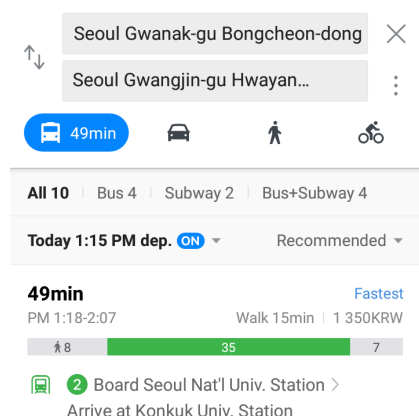 Seoul Gwanak-gu Bongcheon-dong
Seoul Gwangjin-gu Hwayan...
49min
All 10 Bus 4 Subway 2 Bus+Subway 4
Today 1:15 PM dep. ON Recommended
49min Fastest
PM 1:18-2:07 Walk 15min 1 350KRW
8 35 7
2 Board Seoul Nat'l Univ. Station >
Arrive at Konkuk Univ. Station